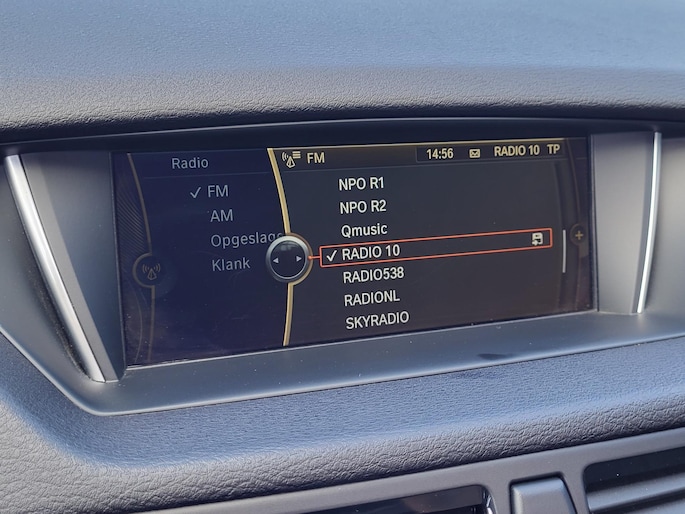 Radio
FM
AM
Opgeslage
Klank
FM 14:56 RADIO 10 TP
NPO R1
NPO R2
Qmusic
RADIO 10
RADIO538
RADIONL
SKYRADIO